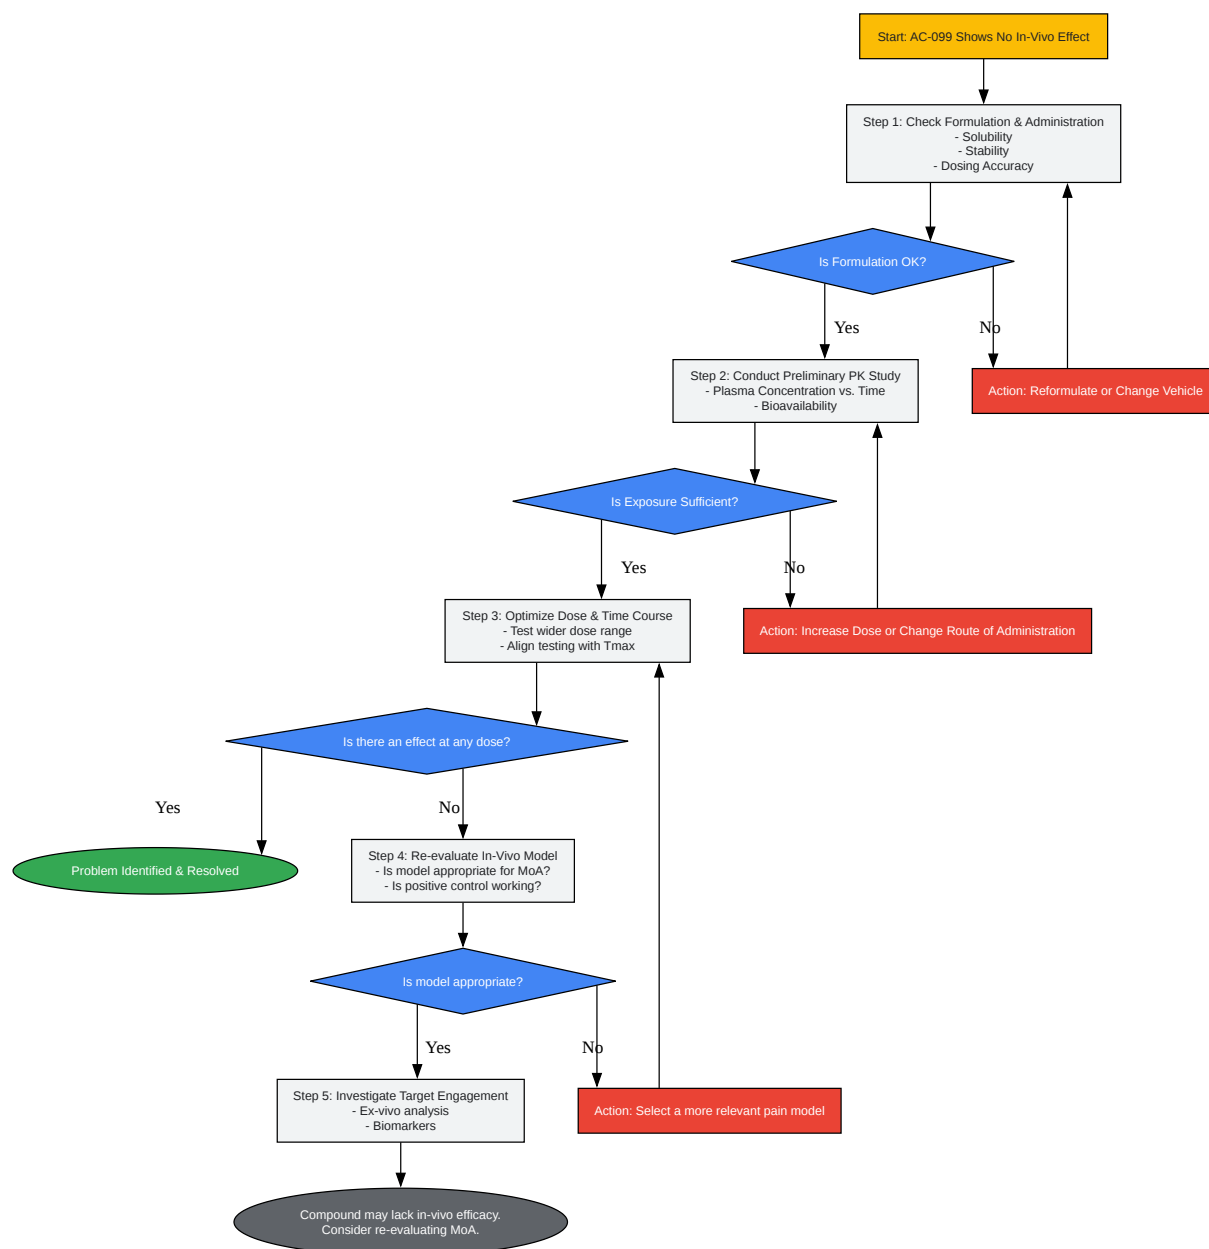 Start: AC-099 Shows No In-Vivo Effect
Step 1: Check Formulation & Administration
- Solubility
- Stability
- Dosing Accuracy
Is Formulation OK?
Yes
No
Step 2: Conduct Preliminary PK Study
- Plasma Concentration vs. Time
- Bioavailability
Action: Reformulate or Change Vehicle
Is Exposure Sufficient?
Yes
No
Step 3: Optimize Dose & Time Course
- Test wider dose range
- Align testing with Tmax
Action: Increase Dose or Change Route of Administration
Is there an effect at any dose?
Yes
No
Problem Identified & Resolved
Step 4: Re-evaluate In-Vivo Model
- Is model appropriate for MoA?
- Is positive control working?
Is model appropriate?
Yes
No
Step 5: Investigate Target Engagement
- Ex-vivo analysis
- Biomarkers
Action: Select a more relevant pain model
Compound may lack in-vivo efficacy.
Consider re-evaluating MoA.